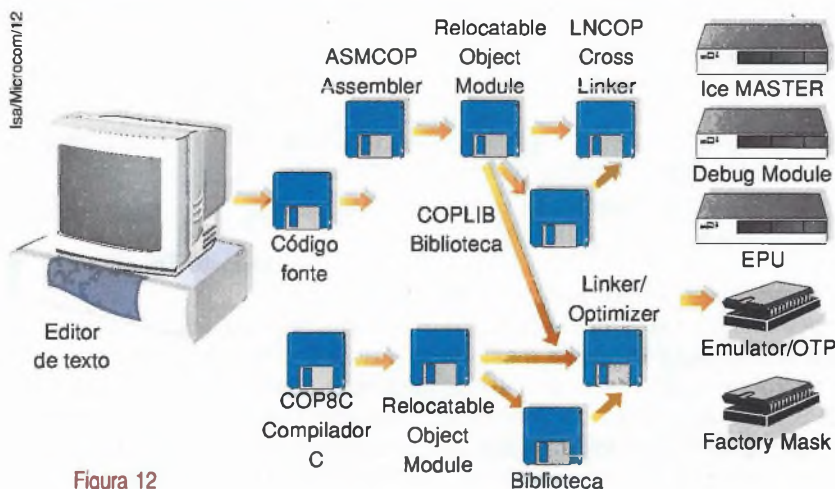 Isa/Microcom/12
ASMCOP
Assembler
Relocatable
Object
Module
LNCOP
Cross
Linker
Ice MASTER
Debug Module
EPU
Emulator/OTP
Factory Mask
Editor
de texto
Código
fonte
COPLIB
Biblioteca
Linker/
Optimizer
COP8C
Compilador
C
Relocatable
Object
Module
Biblioteca
Figura 12